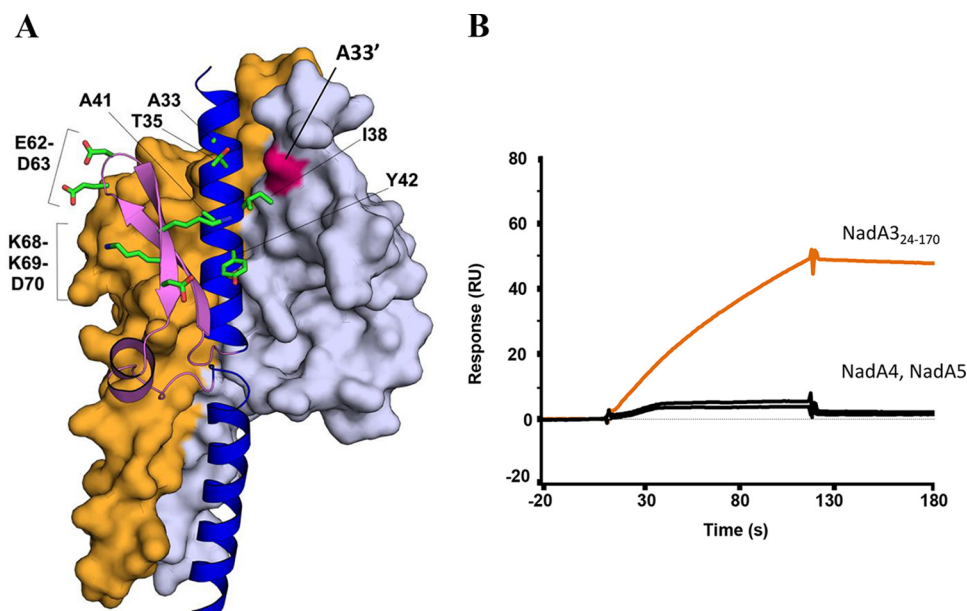 A
A33’
A41
A33
T35
I38
E62-
D63
Y42
K68-
K69-
D70
B
80
60
40
20
0
-20
Response (RU)
NadA3₂₄₋₁₇₀
NadA4, NadA5
-20
30
80
130
180
Time (s)